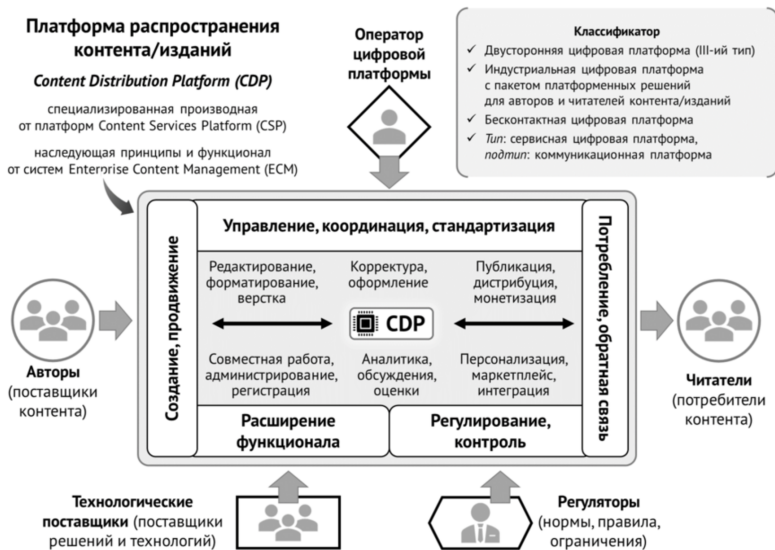 Платформа распространения
контента/изданий
Content Distribution Platform (CDP)
специализированная производная
от платформ Content Services Platform (CSP)
наследующая принципы и функционал
от систем Enterprise Content Management (ECM)
Оператор
цифровой
платформы
Классификатор
✓ Двусторонняя цифровая платформа (III-ий тип)
✓ Индустриальная цифровая платформа
с пакетом платформенных решений
для авторов и читателей контента/изданий
✓ Бесконтактная цифровая платформа
✓ Тип: сервисная цифровая платформа,
подтип: коммуникационная платформа
Авторы
(поставщики
контента)
Создание, продвижение
Управление, координация, стандартизация
Редактирование,
форматирование,
верстка
Корректура,
оформление
Публикация,
дистрибуция,
монетизация
CDP
Совместная работа,
администрирование,
регистрация
Аналитика,
обсуждения,
оценки
Персонализация,
маркетплейс,
интеграция
Расширение
функционала
Регулирование,
контроль
Потребление, обратная связь
Читатели
(потребители
контента)
Технологические
поставщики (поставщики
решений и технологий)
Регуляторы
(нормы, правила,
ограничения)